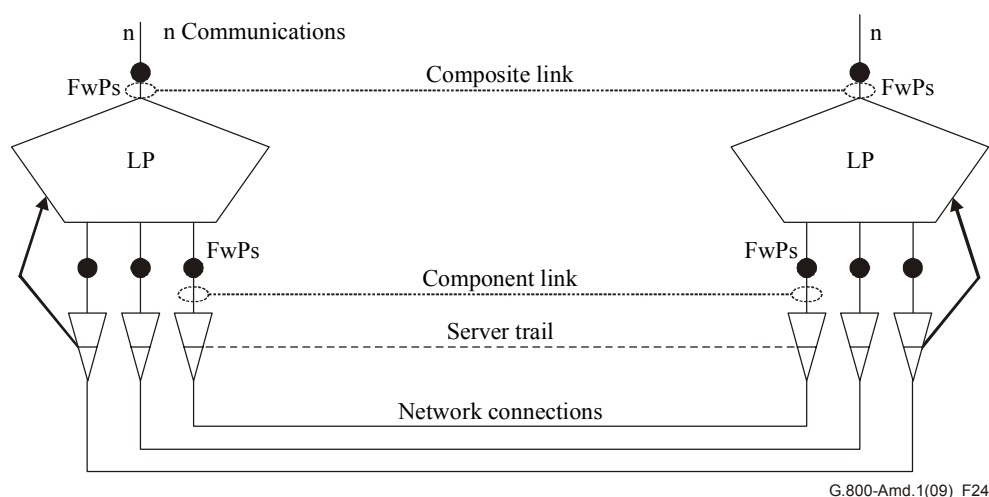 n
n Communications
n
FwPs
Composite link
FwPs
LP
LP
FwPs
FwPs
Component link
Server trail
Network connections
G.800-Amd.1(09)_F24